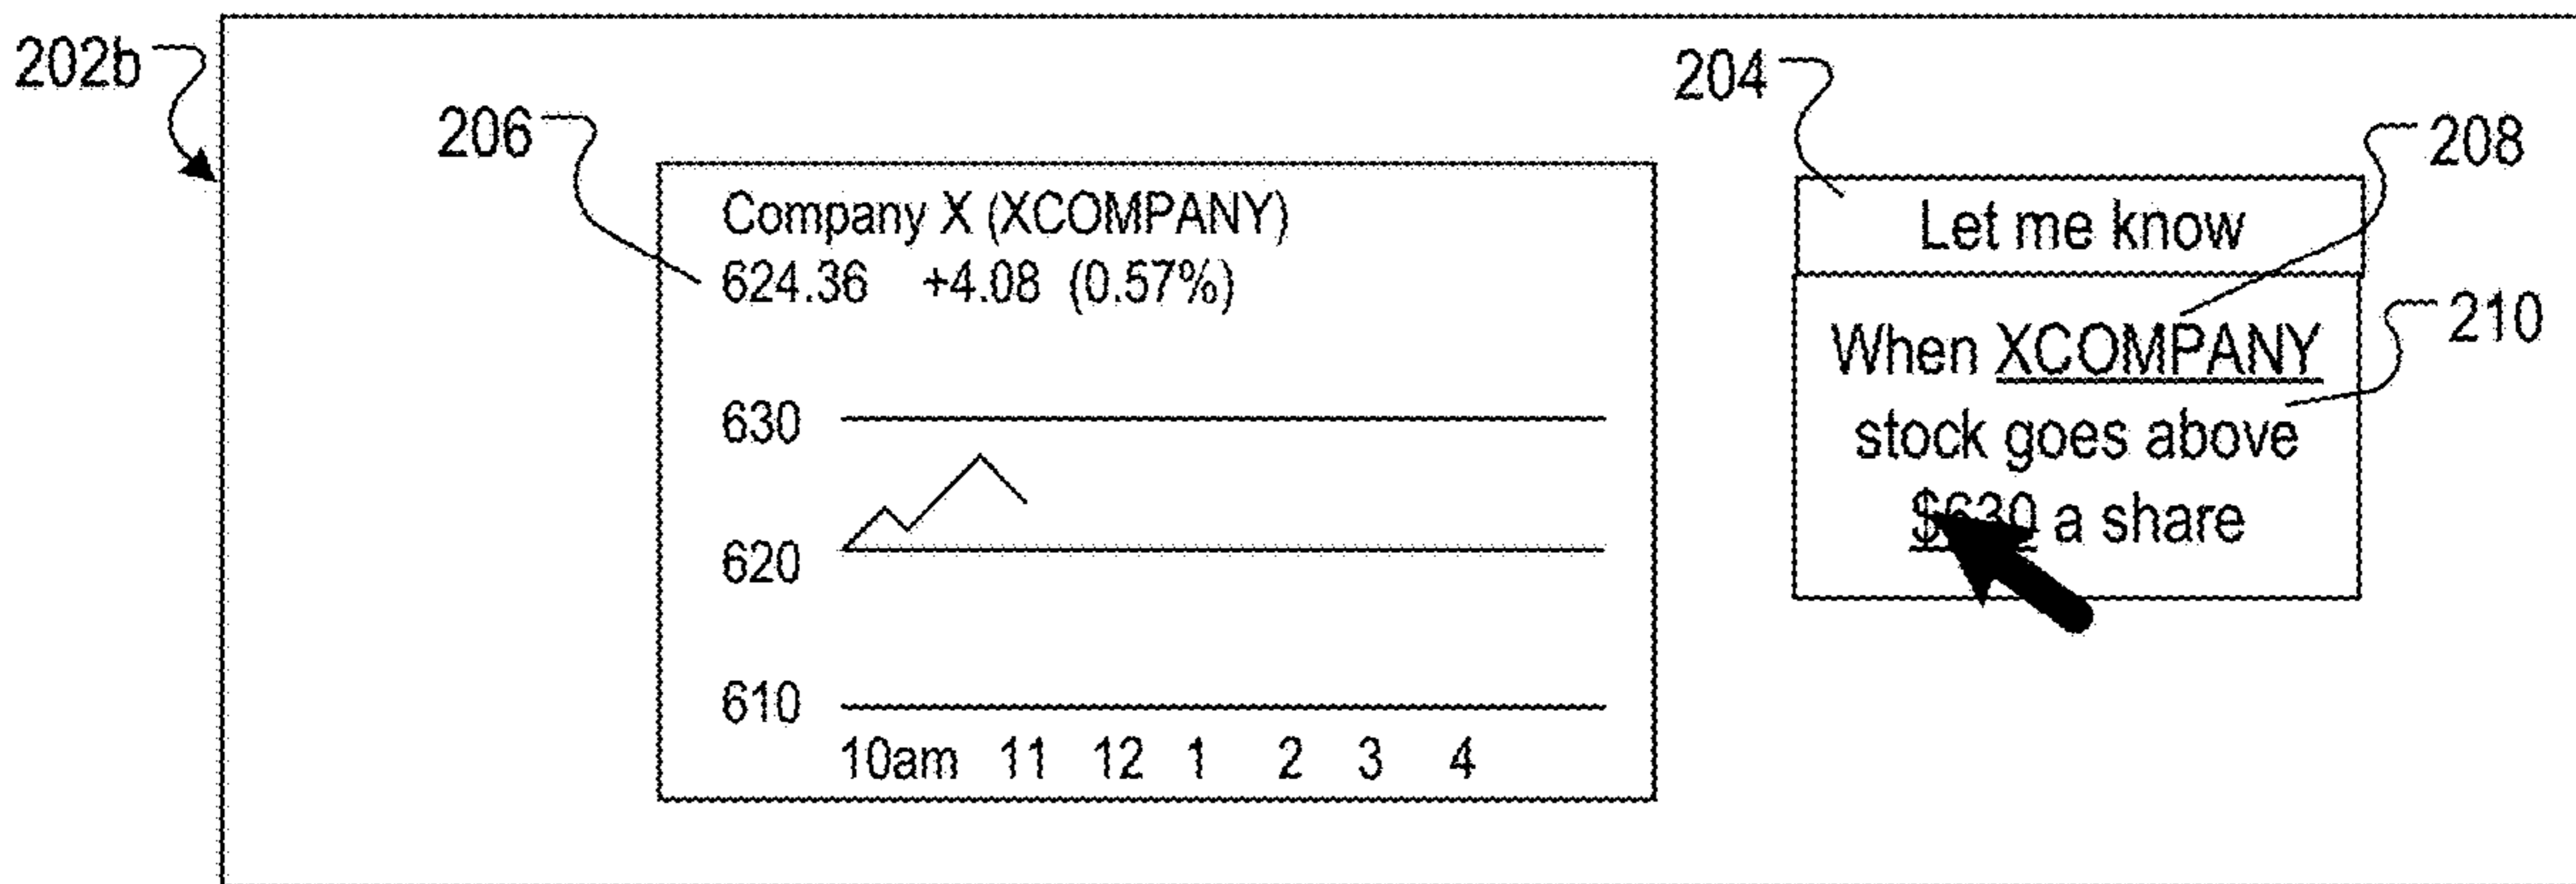 202b
206
204
208
210
Company X (XCOMPANY)
624.36 +4.08 (0.57%)
630
620
610
10am 11 12 1 2 3 4
Let me know
When XCOMPANY
stock goes above
$630 a share